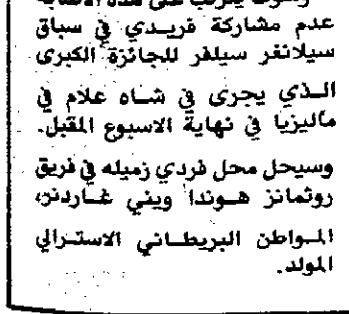 عدم مشاركة فريدي في سباق
سيلانغر سيلفر للجائزة الكبرى
الذي يجرى في شاه علام في
ماليزيا في نهاية الاسبوع المقبل.
وسيحل محل فردي زميله في فريق
روثمانز هوندا ويني غاردنر،
المواطن البريطاني الاسترالي
المولد.